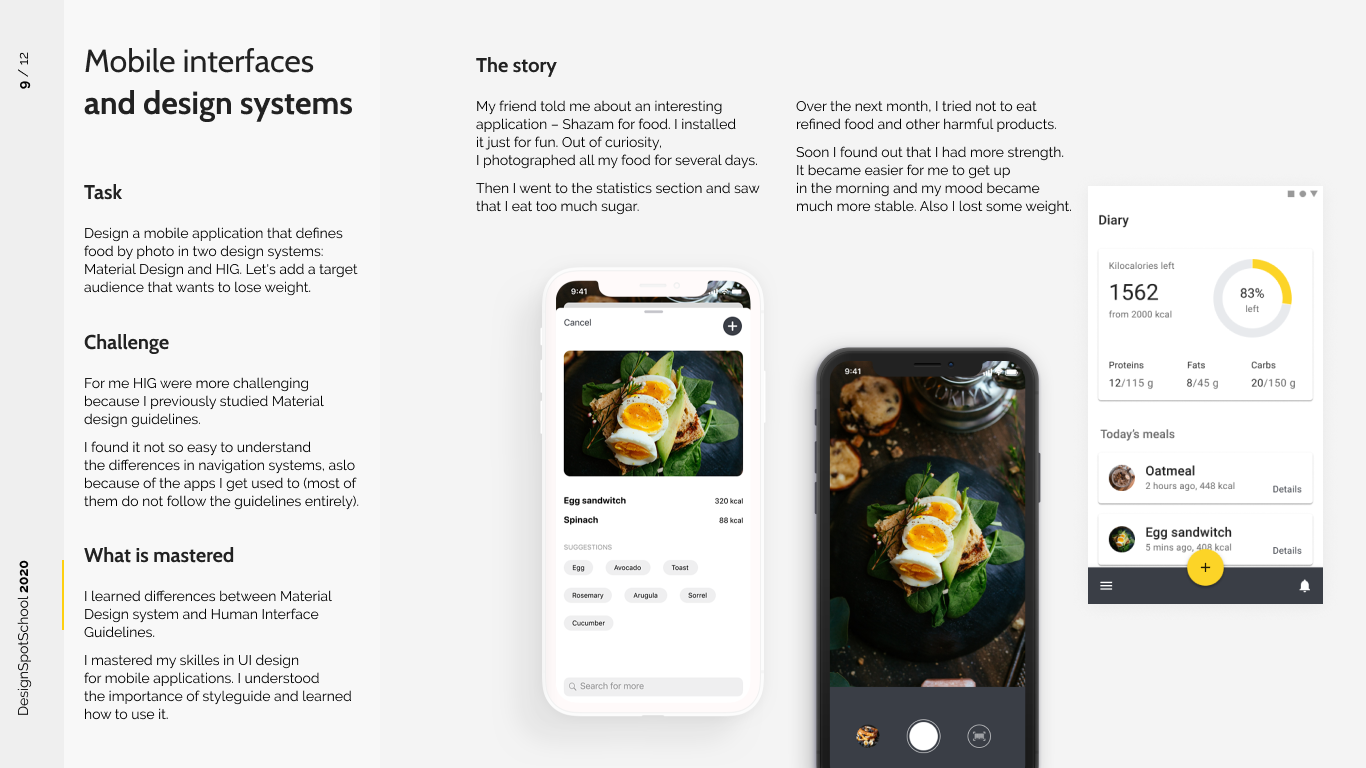 9 / 12
DesignSpotSchool 2020
Mobile interfaces
and design systems
Task
Design a mobile application that defines
food by photo in two design systems:
Material Design and HIG. Let's add a target
audience that wants to lose weight.
Challenge
For me HIG were more challenging
because I previously studied Material
design guidelines.
I found it not so easy to understand
the differences in navigation systems, aslo
because of the apps I get used to (most of
them do not follow the guidelines entirely).
What is mastered
I learned differences between Material
Design system and Human Interface
Guidelines.
I mastered my skilles in UI design
for mobile applications. I understood
the importance of styleguide and learned
how to use it.
The story
My friend told me about an interesting
application – Shazam for food. I installed
it just for fun. Out of curiosity,
I photographed all my food for several days.
Then I went to the statistics section and saw
that I eat too much sugar.
Over the next month, I tried not to eat
refined food and other harmful products.
Soon I found out that I had more strength.
It became easier for me to get up
in the morning and my mood became
much more stable. Also I lost some weight.
9:41
Cancel
Egg sandwitch 320 kcal
Spinach 88 kcal
SUGGESTIONS
Egg Avocado Toast
Rosemary Arugula Sorrel
Cucumber
Search for more
9:41
Diary
Kilocalories left
1562
from 2000 kcal
83%
left
Proteins Fats Carbs
12/115 g 8/45 g 20/150 g
Today's meals
Oatmeal
2 hours ago, 448 kcal
Details
Egg sandwitch
5 mins ago, 408 kcal
Details